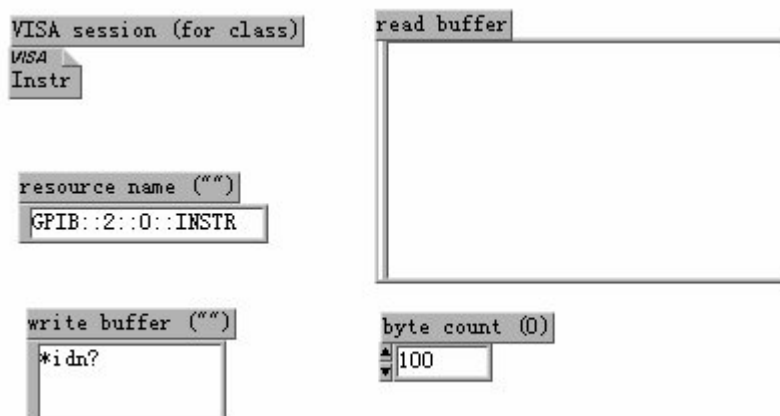 VISA session (for class)
VISA
Instr
resource name ("")
GPIB::2::0::INSTR
write buffer ("")
*idn?
read buffer
byte count (0)
100